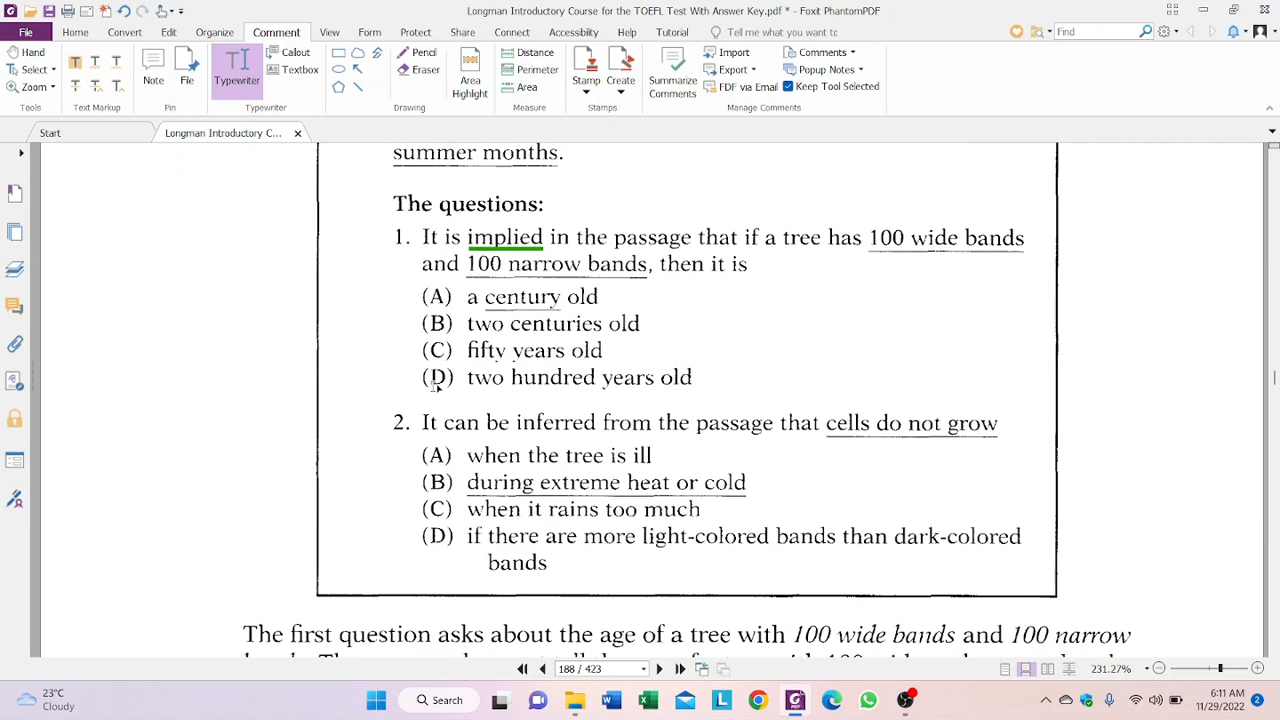 Longman Introductory Course for the TOEFL Test With Answer Key.pdf * - Foxit PhantomPDF
File Home Convert Edit Organize Comment View Form Protect Share Connect Accessibility Help Tutorial Tell me what you want to Find
Hand
Select
Zoom
Tools
Text Markup
Note
File
Pin
Typewriter
Callout
Textbox
Typewriter
Pencil
Eraser
Drawing
Area Highlight
Distance
Perimeter
Area
Measure
Stamp
Create
Stamps
Summarize Comments
Import
Export
FDF via Email
Comments
Popup Notes
Keep Tool Selected
Manage Comments
Start
Longman Introductory C...
summer months.
The questions:
1. It is implied in the passage that if a tree has 100 wide bands
and 100 narrow bands, then it is
(A) a century old
(B) two centuries old
(C) fifty years old
(D) two hundred years old
2. It can be inferred from the passage that cells do not grow
(A) when the tree is ill
(B) during extreme heat or cold
(C) when it rains too much
(D) if there are more light-colored bands than dark-colored
bands
The first question asks about the age of a tree with 100 wide bands and 100 narrow
188 / 423
231.27%
23°C
Cloudy
Search
6:11 AM
11/29/2022
2